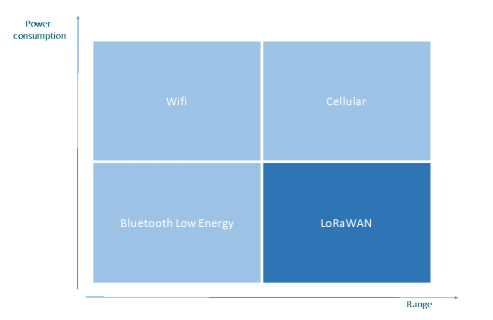 Power
consumption
Wifi
Cellular
Bluetooth Low Energy
LoRaWAN
Range